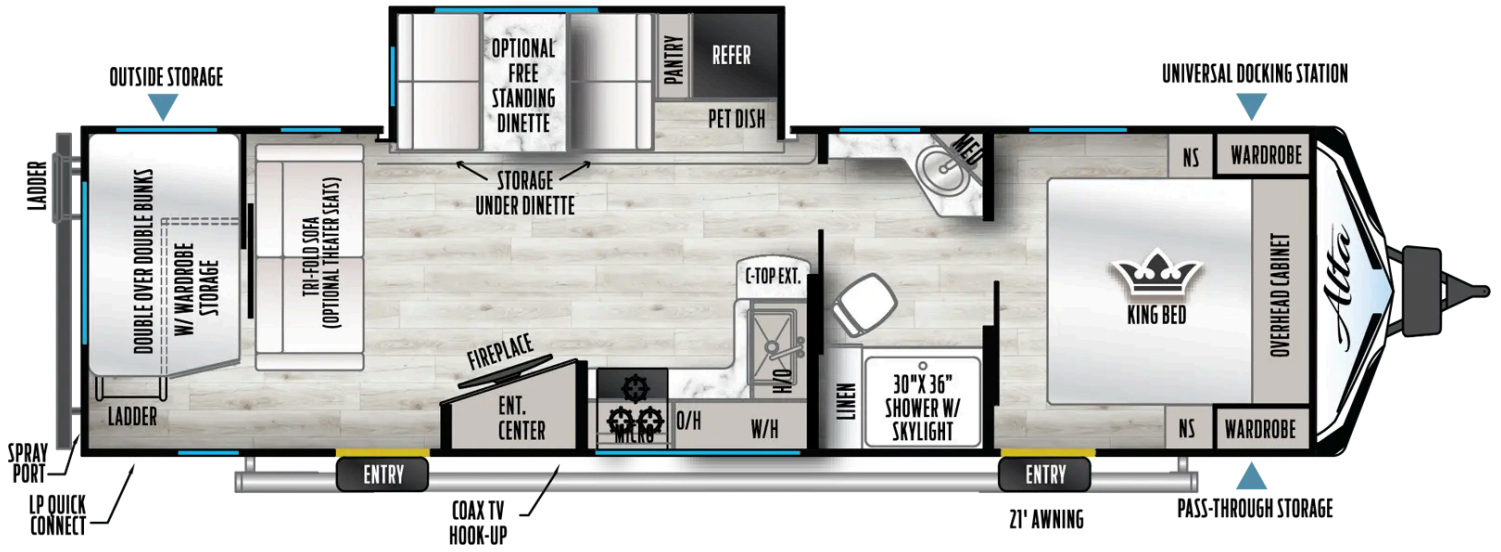 OUTSIDE STORAGE
OPTIONAL
FREE
STANDING
DINETTE
PANTRY
REFER
PET DISH
UNIVERSAL DOCKING STATION
LADDER
DOUBLE OVER DOUBLE BUNKS
W/ WARDROBE
STORAGE
TRI-FOLD SOFA
(OPTIONAL THEATER SEATS)
STORAGE
UNDER DINETTE
MED
NS
WARDROBE
C-TOP EXT.
KING BED
OVERHEAD CABINET
Alta
FIREPLACE
ENT.
CENTER
MICRO
O/H
H/O
W/H
LINEN
30"X 36"
SHOWER W/
SKYLIGHT
NS
WARDROBE
LADDER
SPRAY
PORT
LP QUICK
CONNECT
ENTRY
COAX TV
HOOK-UP
ENTRY
21' AWNING
PASS-THROUGH STORAGE